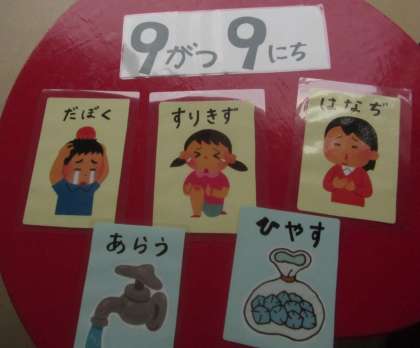 9がつ9にち
だぼく
すりきず
はなぢ
あらう
ひやす